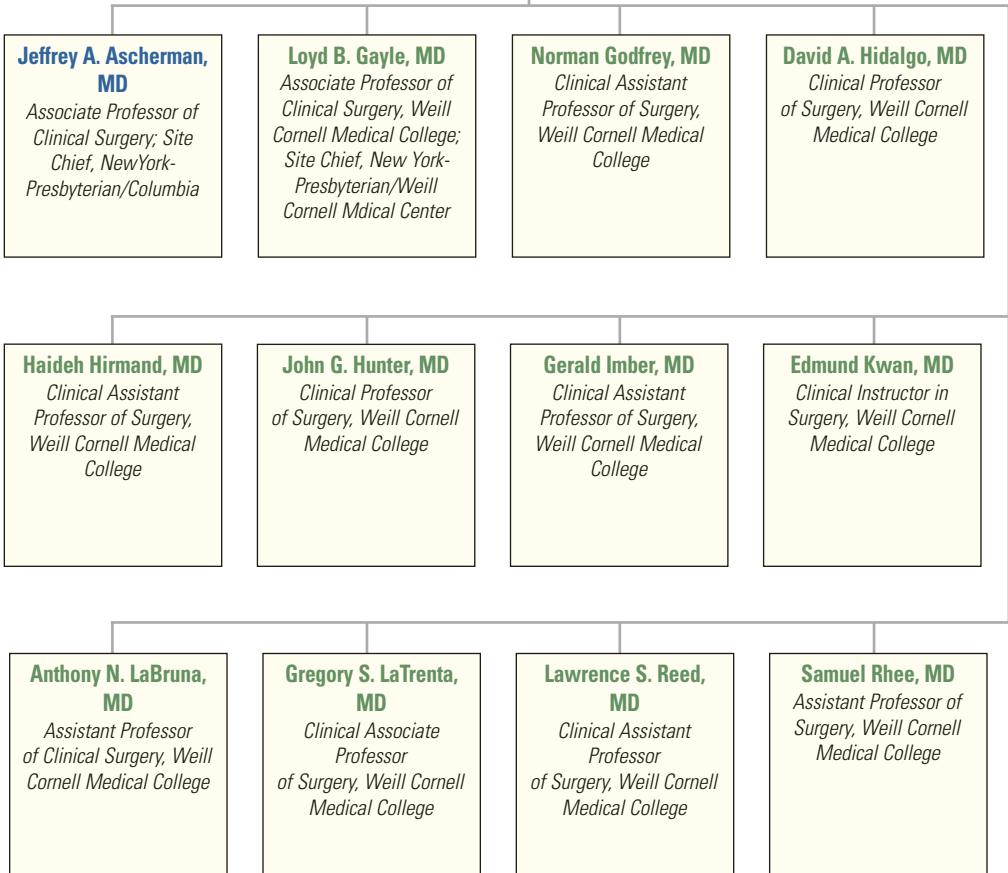 Jeffrey A. Ascherman,
MD
Associate Professor of
Clinical Surgery; Site
Chief, NewYork-
Presbyterian/Columbia
Loyd B. Gayle, MD
Associate Professor of
Clinical Surgery, Weill
Cornell Medical College;
Site Chief, New York-
Presbyterian/Weill
Cornell Mdical Center
Norman Godfrey, MD
Clinical Assistant
Professor of Surgery,
Weill Cornell Medical
College
David A. Hidalgo, MD
Clinical Professor
of Surgery, Weill Cornell
Medical College
Haideh Hirmand, MD
Clinical Assistant
Professor of Surgery,
Weill Cornell Medical
College
John G. Hunter, MD
Clinical Professor
of Surgery, Weill Cornell
Medical College
Gerald Imber, MD
Clinical Assistant
Professor of Surgery,
Weill Cornell Medical
College
Edmund Kwan, MD
Clinical Instructor in
Surgery, Weill Cornell
Medical College
Anthony N. LaBruna,
MD
Assistant Professor
of Clinical Surgery, Weill
Cornell Medical College
Gregory S. LaTrenta,
MD
Clinical Associate
Professor
of Surgery, Weill Cornell
Medical College
Lawrence S. Reed,
MD
Clinical Assistant
Professor
of Surgery, Weill Cornell
Medical College
Samuel Rhee, MD
Assistant Professor of
Surgery, Weill Cornell
Medical College